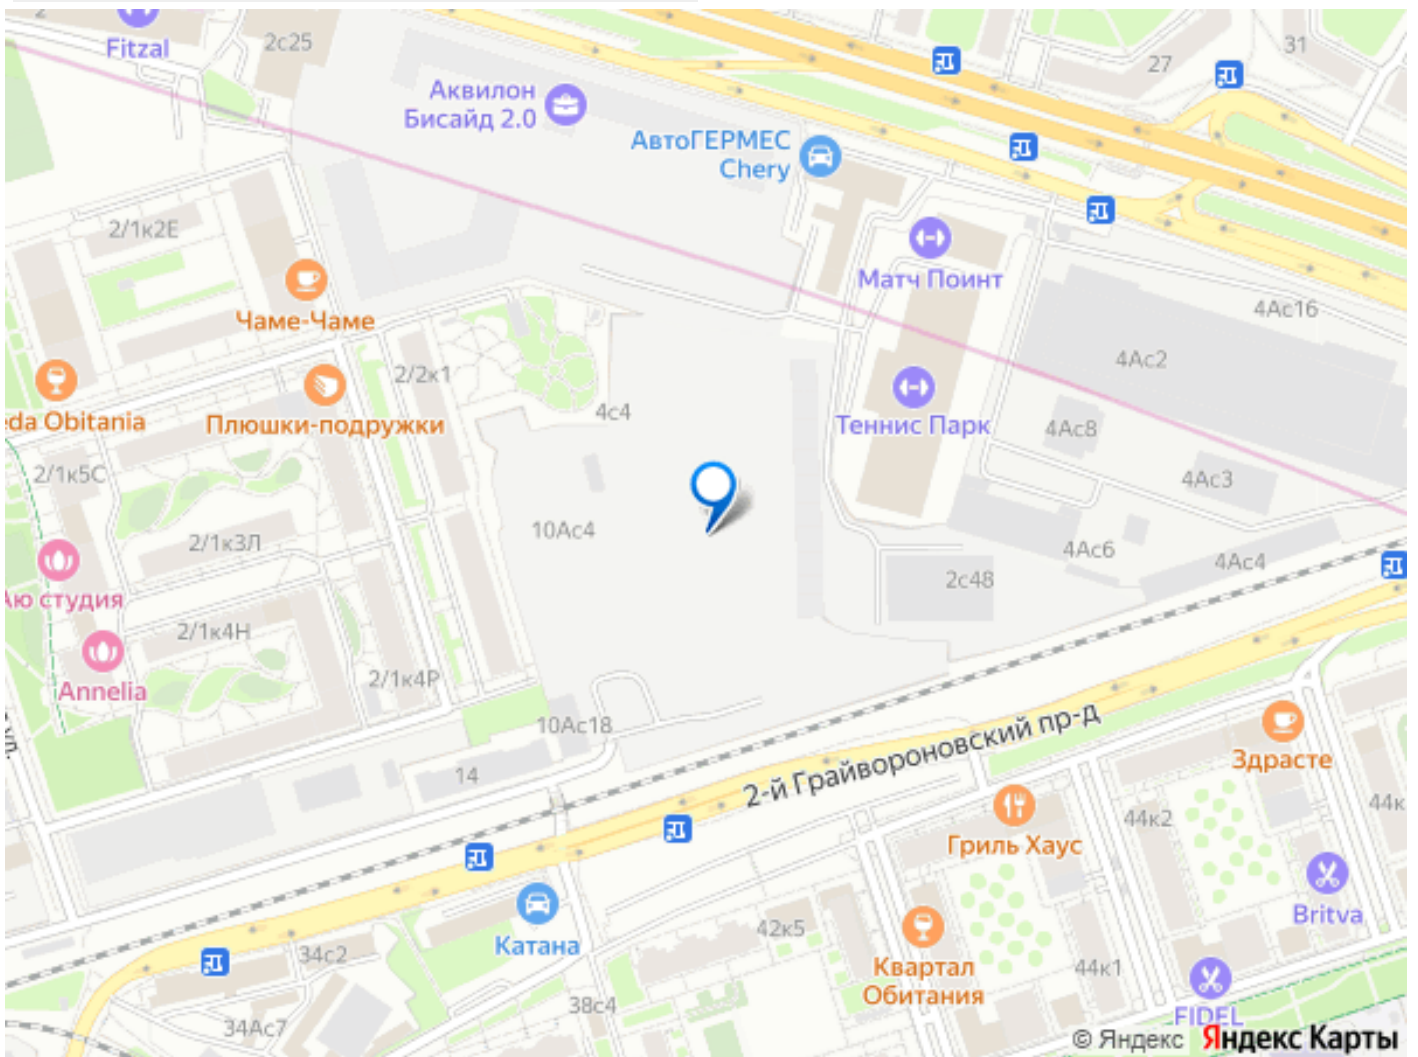 Fitzal
2с25
31
27
Аквилон
Бисайд 2.0
АвтоГЕРМЕС
Chery
2/1к2Е
Матч Поинт
4Ас16
Чаме-Чаме
4Ас2
2/2к1
4с4
eda Obitania
Плюшки-подружки
Теннис Парк
4Ас8
2/1к5С
4Ас3
10Ас4
2/1к3Л
4Ас6
4Ас4
2с48
Аю студия
2/1к4Н
Annelia
2/1к4Р
10Ас18
2-й Грайвороновский пр-д
Здрасте
14
44к2
44к
Гриль Хаус
Britva
42к5
34с2
Катана
Квартал
Обитания
44к1
38с4
34Ас7
FIDEL
© Яндекс Яндекс Карты